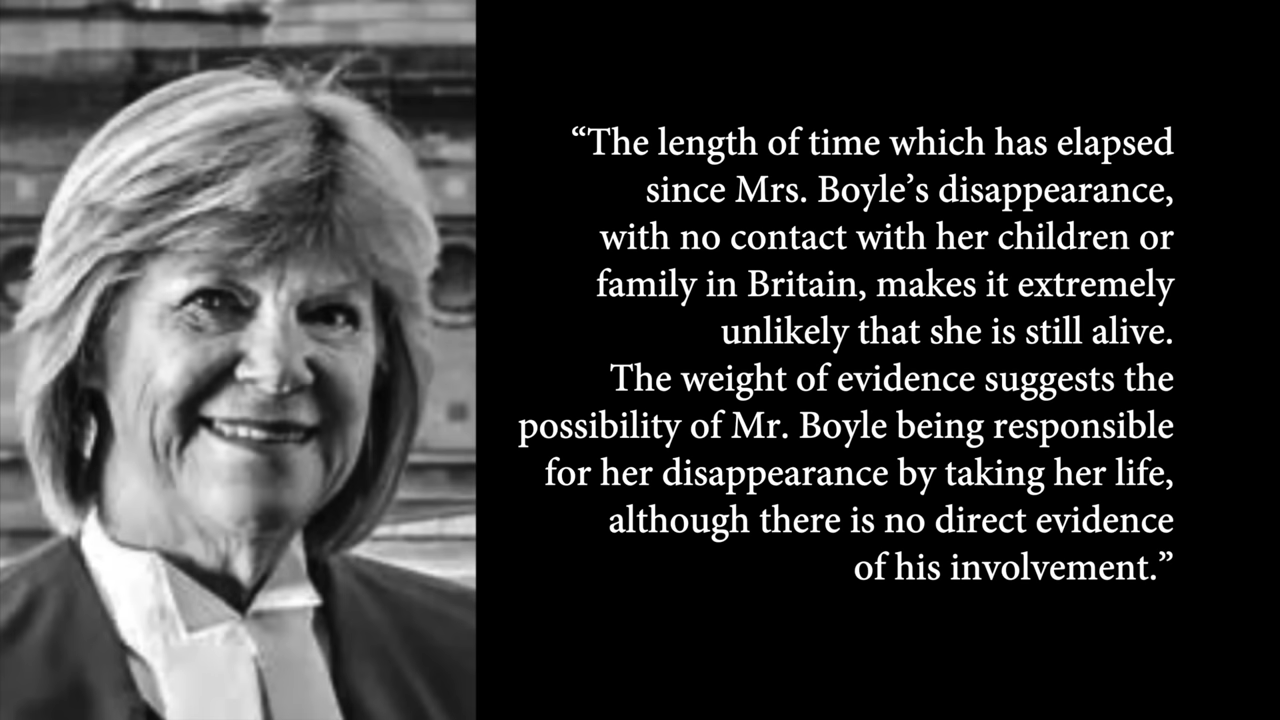 “The length of time which has elapsed
since Mrs. Boyle’s disappearance,
with no contact with her children or
family in Britain, makes it extremely
unlikely that she is still alive.
The weight of evidence suggests the
possibility of Mr. Boyle being responsible
for her disappearance by taking her life,
although there is no direct evidence
of his involvement.”